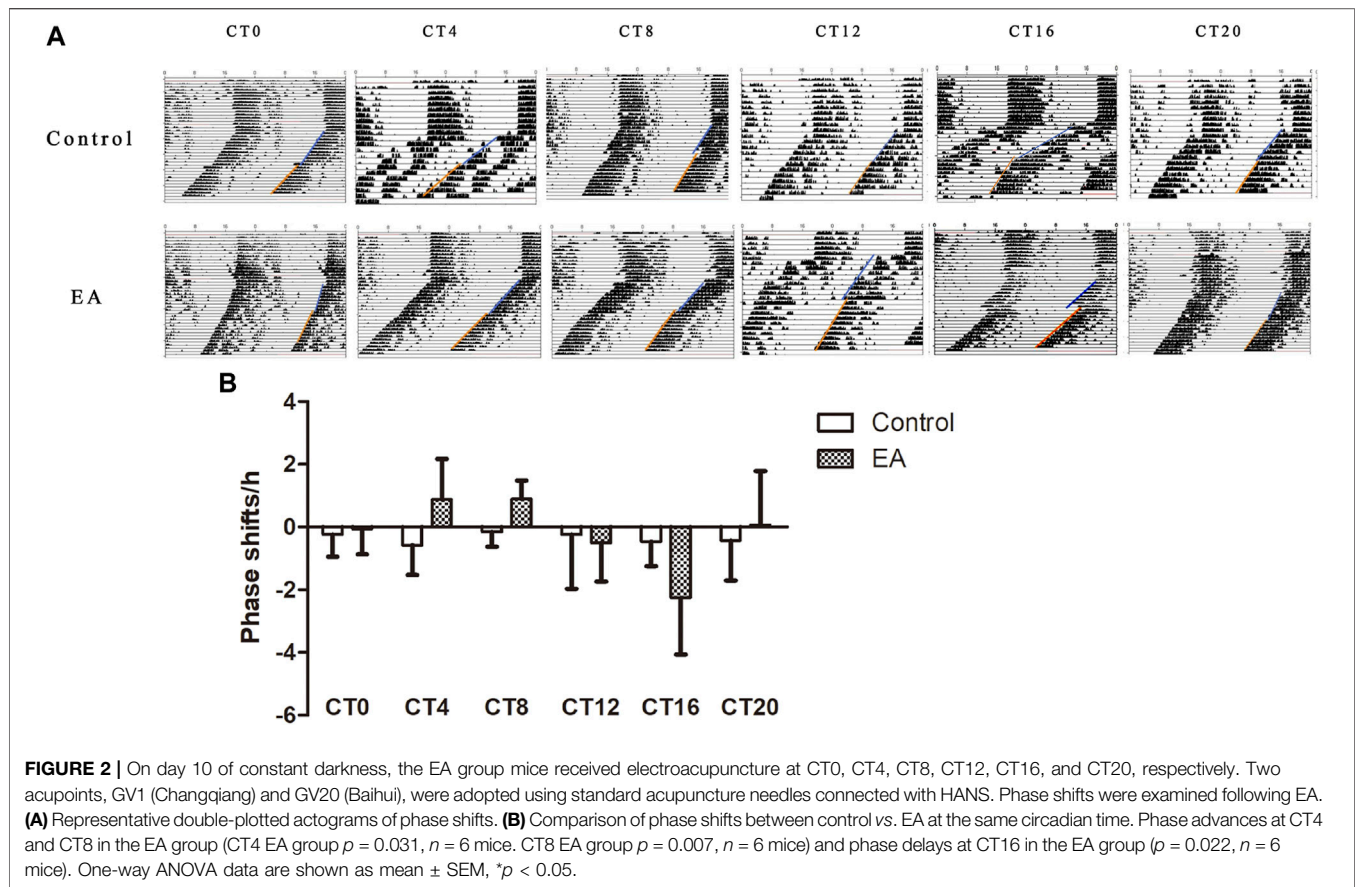 A
CT0 CT4 CT8 CT12 CT16 CT20
Control
EA
B
4
2
0
-2
-4
-6
Phase shifts/h
Control
EA
CT0 CT4 CT8 CT12 CT16 CT20
FIGURE 2 | On day 10 of constant darkness, the EA group mice received electroacupuncture at CT0, CT4, CT8, CT12, CT16, and CT20, respectively. Two
acupoints, GV1 (Changqiang) and GV20 (Baihui), were adopted using standard acupuncture needles connected with HANS. Phase shifts were examined following EA.
(A) Representative double-plotted actograms of phase shifts. (B) Comparison of phase shifts between control vs. EA at the same circadian time. Phase advances at CT4
and CT8 in the EA group (CT4 EA group p = 0.031, n = 6 mice. CT8 EA group p = 0.007, n = 6 mice) and phase delays at CT16 in the EA group (p = 0.022, n = 6
mice). One-way ANOVA data are shown as mean ± SEM, *p < 0.05.